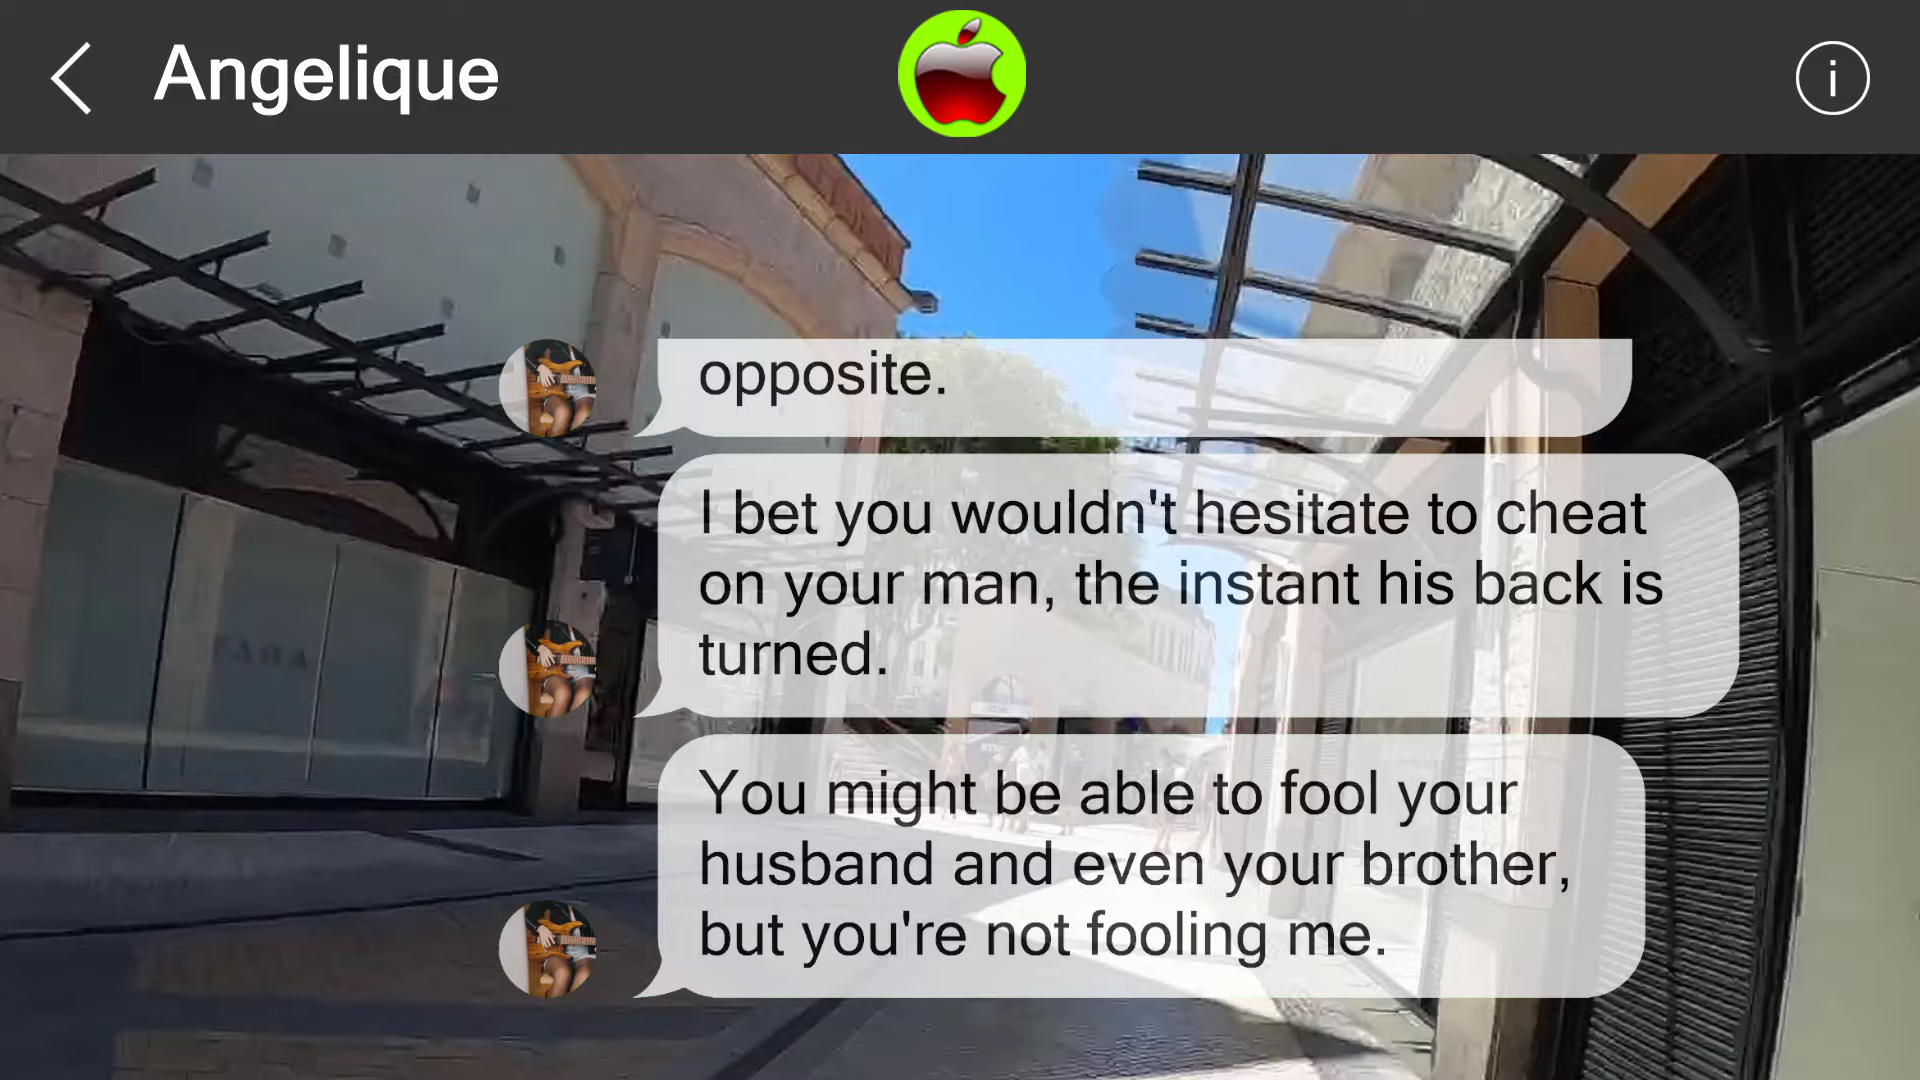 Angelique
i
opposite.
I bet you wouldn't hesitate to cheat
on your man, the instant his back is
turned.
You might be able to fool your
husband and even your brother,
but you're not fooling me.
ZARA